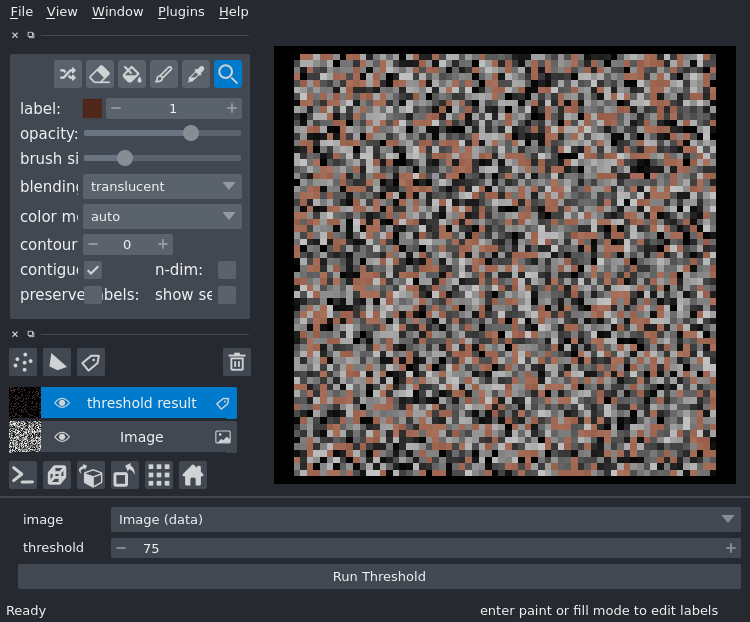 File View Window Plugins Help
label: 1
opacity:
brush si
blending translucent
color m auto
contour 0
contigu n-dim:
preserve abels: show se
threshold result
Image
image Image (data)
threshold 75
Run Threshold
Ready enter paint or fill mode to edit labels